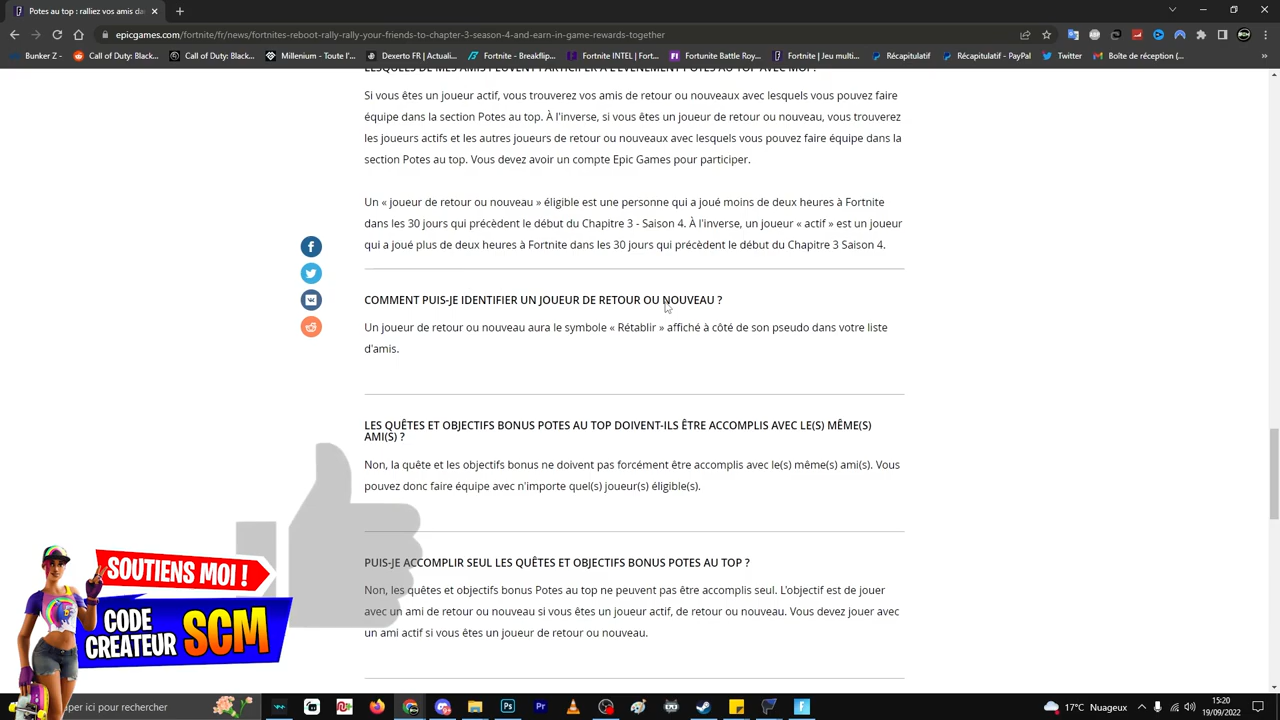 Potes au top : ralliez vos amis da
epicgames.com/fortnite/fr/news/fortnites-reboot-rally-rally-your-friends-to-chapter-3-season-4-and-earn-in-game-rewards-together
Bunker Z - Call of Duty: Black... Call of Duty: Black... Millenium - Toute l'... Dexerto FR | Actuali... Fortnite - Breakflip... Fortnite INTEL | Fort... Fortunite Battle Roy... Fortnite | Jeu multi... Récapitulatif Récapitulatif - PayPal Twitter Boîte de réception (...
LESQUELS DE MES AMIS PEUVENT PARTICIPER À L'ÉVÉNEMENT POTES AU TOP AVEC MOI ?
Si vous êtes un joueur actif, vous trouverez vos amis de retour ou nouveaux avec lesquels vous pouvez faire
équipe dans la section Potes au top. À l'inverse, si vous êtes un joueur de retour ou nouveau, vous trouverez
les joueurs actifs et les autres joueurs de retour ou nouveaux avec lesquels vous pouvez faire équipe dans la
section Potes au top. Vous devez avoir un compte Epic Games pour participer.
Un « joueur de retour ou nouveau » éligible est une personne qui a joué moins de deux heures à Fortnite
dans les 30 jours qui précèdent le début du Chapitre 3 - Saison 4. À l'inverse, un joueur « actif » est un joueur
qui a joué plus de deux heures à Fortnite dans les 30 jours qui précèdent le début du Chapitre 3 Saison 4.
COMMENT PUIS-JE IDENTIFIER UN JOUEUR DE RETOUR OU NOUVEAU ?
Un joueur de retour ou nouveau aura le symbole « Rétablir » affiché à côté de son pseudo dans votre liste
d'amis.
LES QUÊTES ET OBJECTIFS BONUS POTES AU TOP DOIVENT-ILS ÊTRE ACCOMPLIS AVEC LE(S) MÊME(S)
AMI(S) ?
Non, la quête et les objectifs bonus ne doivent pas forcément être accomplis avec le(s) même(s) ami(s). Vous
pouvez donc faire équipe avec n'importe quel(s) joueur(s) éligible(s).
PUIS-JE ACCOMPLIR SEUL LES QUÊTES ET OBJECTIFS BONUS POTES AU TOP ?
Non, les quêtes et objectifs bonus Potes au top ne peuvent pas être accomplis seul. L'objectif est de jouer
avec un ami de retour ou nouveau si vous êtes un joueur actif, de retour ou nouveau. Vous devez jouer avec
un ami actif si vous êtes un joueur de retour ou nouveau.
SOUTIENS MOI !
CODE
CREATEUR SCM
aper ici pour rechercher
17°C Nuageux
15:20
19/09/2022